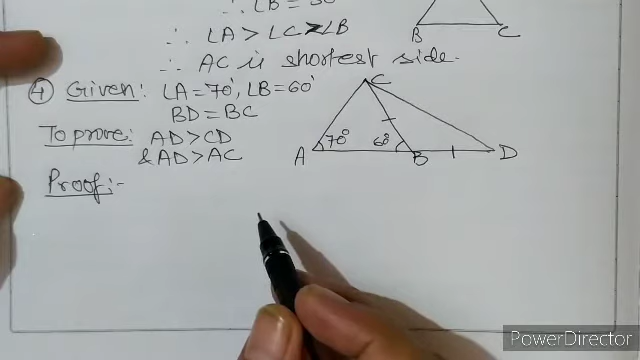 ∴ ∠B = 50°
∴ ∠A > ∠C > ∠B
∴ AC is shortest side.
B C
④ Given: ∠A = 70°, ∠B = 60°
BD = BC
To prove: AD > CD
& AD > AC
Proof:-
C
A 70° 60° B D
PowerDirector